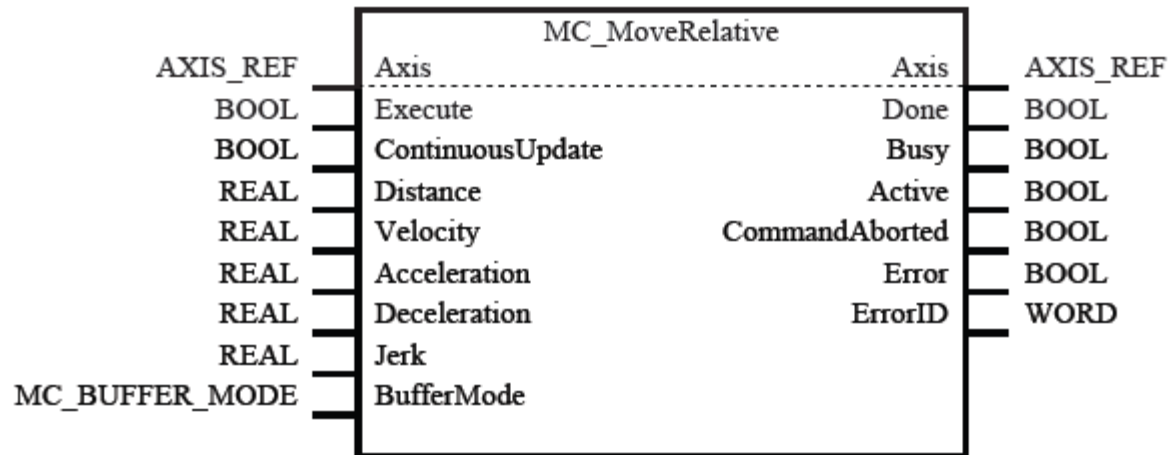 MC_MoveRelative
AXIS_REF Axis Axis AXIS_REF
BOOL Execute Done BOOL
BOOL ContinuousUpdate Busy BOOL
REAL Distance Active BOOL
REAL Velocity CommandAborted BOOL
REAL Acceleration Error BOOL
REAL Deceleration ErrorID WORD
REAL Jerk
MC_BUFFER_MODE BufferMode